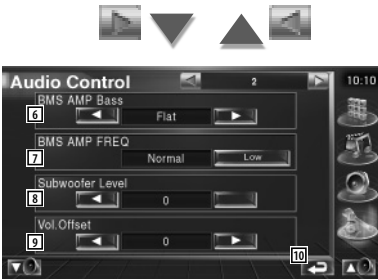 Audio Control 2 10:10
BMS AMP Bass
6 Flat
BMS AMP FREQ
7 Normal Low
Subwoofer Level
8 0
Vol.Offset
9 0 10